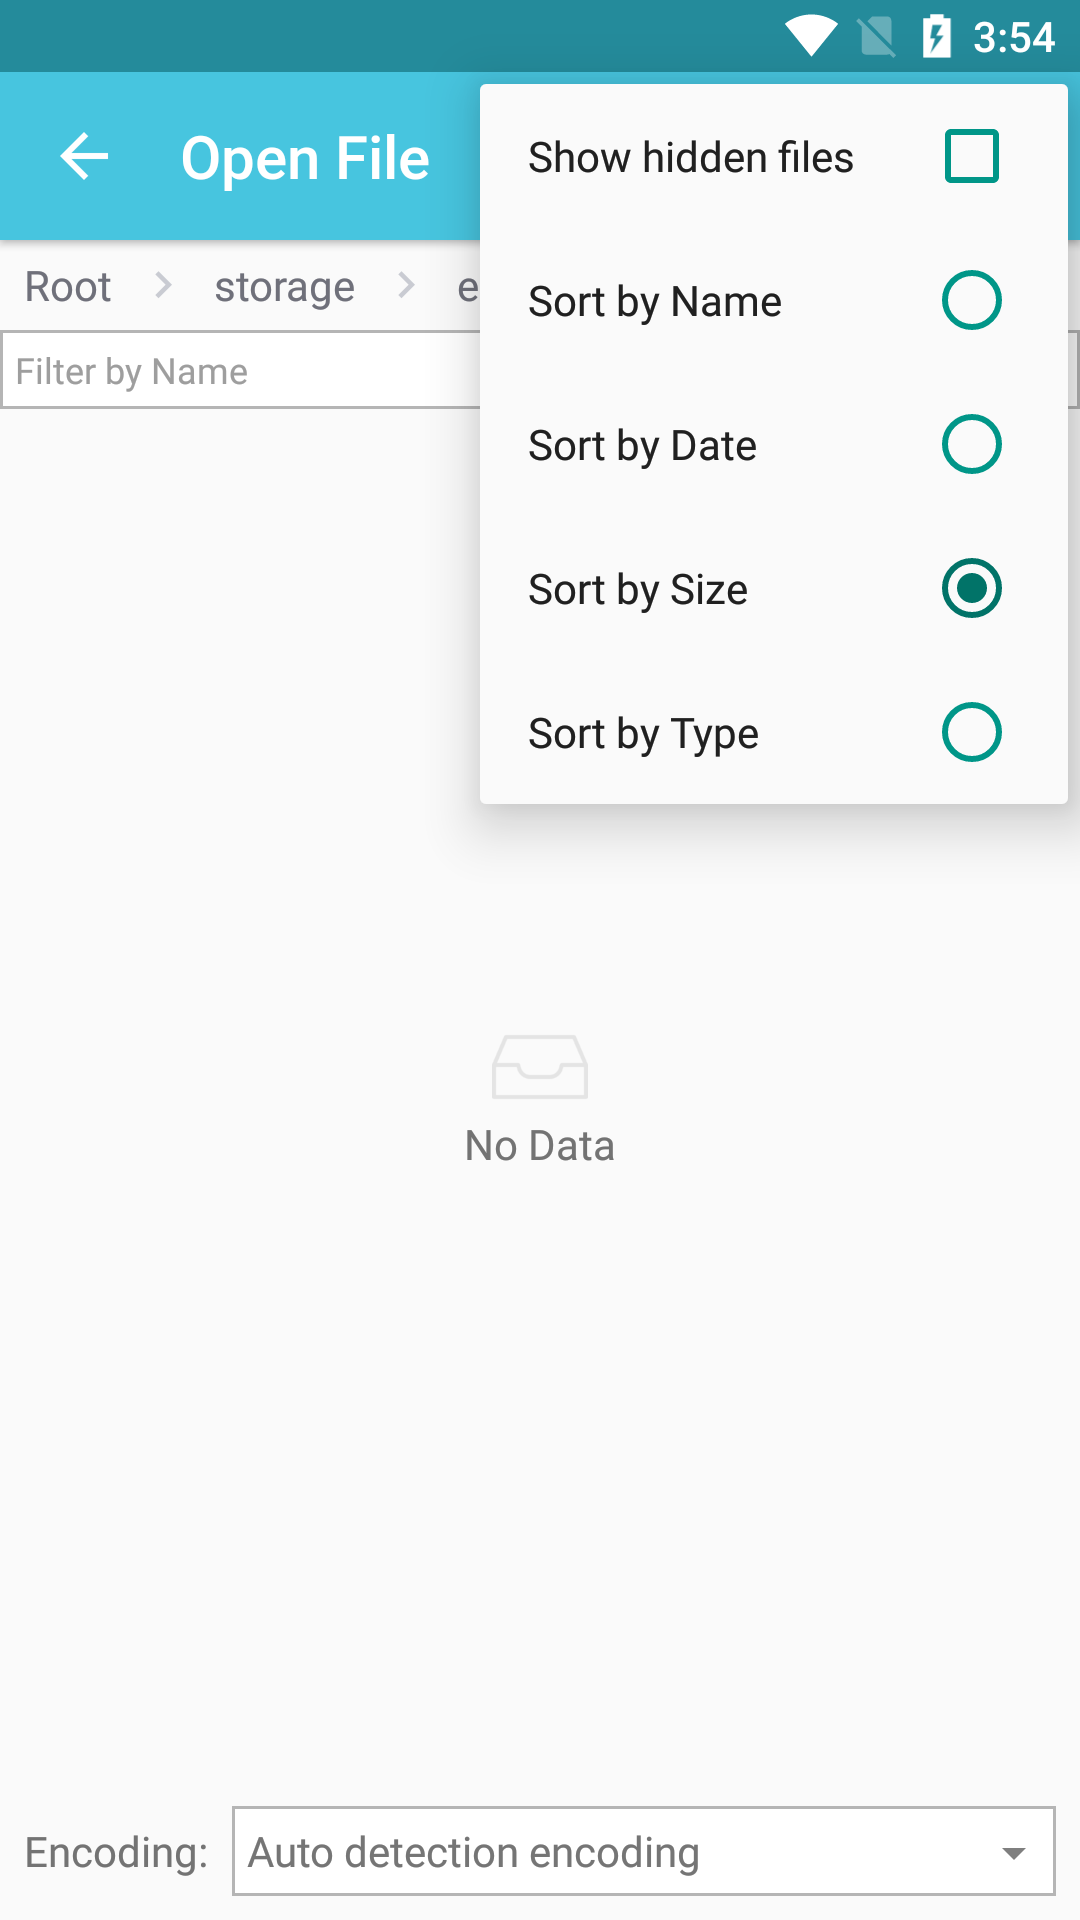 3:54
Open File
Show hidden files
Root
storage
e
Sort by Name
Filter by Name
Sort by Date
Sort by Size
Sort by Type
No Data
Encoding:
Auto detection encoding